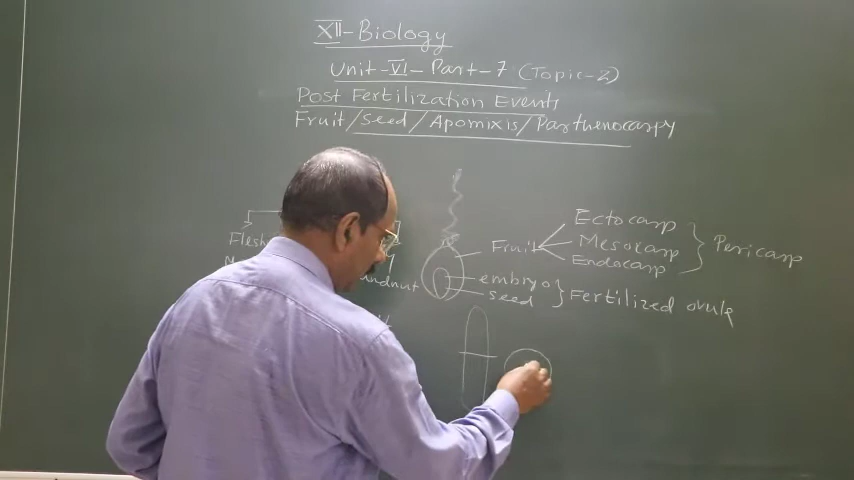 XII-Biology
Unit-VI-Part-7 (Topic-2)
Post Fertilization Events
Fruit/Seed/Apomixis/Parthenocarpy
Fruit
Ectocarp
Mesocarp
Endocarp
Pericarp
embryo
seed
Fertilized ovule